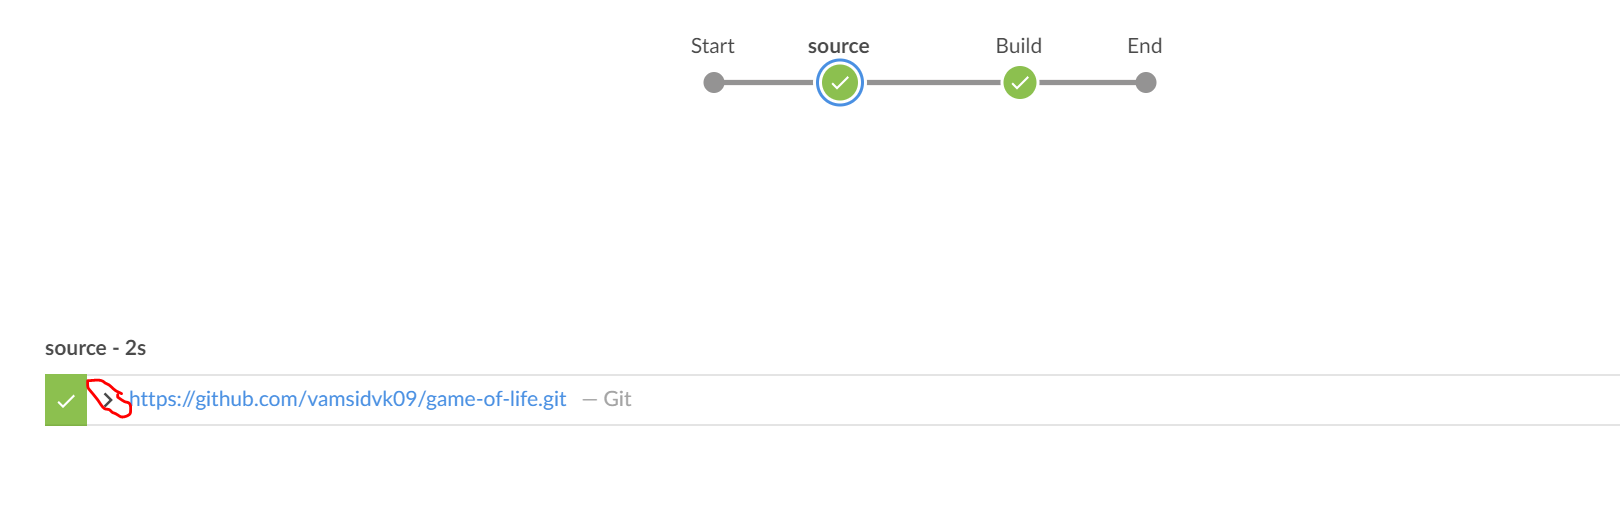 Start source Build End
source - 2s
https://github.com/vamsidvk09/game-of-life.git — Git